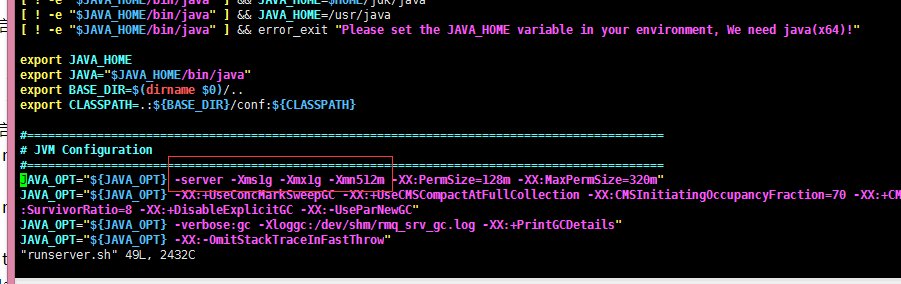 [ ! -e "$JAVA_HOME/bin/java" ] && JAVA_HOME=$HOME/jdk/java
[ ! -e "$JAVA_HOME/bin/java" ] && JAVA_HOME=/usr/java
[ ! -e "$JAVA_HOME/bin/java" ] && error_exit "Please set the JAVA_HOME variable in your environment, We need java(x64)!"
export JAVA_HOME
export JAVA="$JAVA_HOME/bin/java"
export BASE_DIR=$(dirname $0)/..
export CLASSPATH=.:${BASE_DIR}/conf:${CLASSPATH}
#===========================================================================================
# JVM Configuration
#===========================================================================================
JAVA_OPT="${JAVA_OPT} -server -Xms1g -Xmx1g -Xmn512m -XX:PermSize=128m -XX:MaxPermSize=320m"
JAVA_OPT="${JAVA_OPT} -XX:+UseConcMarkSweepGC -XX:+UseCMSCompactAtFullCollection -XX:CMSInitiatingOccupancyFraction=70 -XX:+CM
:SurvivorRatio=8 -XX:+DisableExplicitGC -XX:-UseParNewGC"
JAVA_OPT="${JAVA_OPT} -verbose:gc -Xloggc:/dev/shm/rmq_srv_gc.log -XX:+PrintGCDetails"
JAVA_OPT="${JAVA_OPT} -XX:-OmitStackTraceInFastThrow"
"runserver.sh" 49L, 2432C